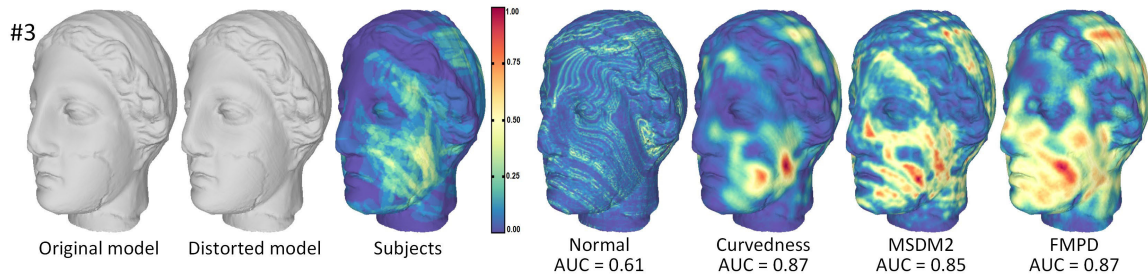 #3
Original model
Distorted model
Subjects
1.00
0.75
0.50
0.25
0.00
Normal
AUC = 0.61
Curvedness
AUC = 0.87
MSDM2
AUC = 0.85
FMPD
AUC = 0.87